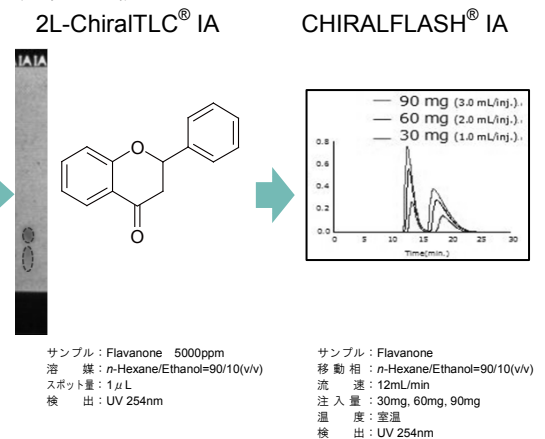 2L-ChiralTLC® IA
CHIRALFLASH® IA
IA IA
O
O
90 mg (3.0 mL/inj.).
60 mg (2.0 mL/inj.).
30 mg (1.0 mL/inj.).
0.8
0.6
0.4
0.2
0.0
0 5 10 15 20 25 30
Time(min.)
サンプル：Flavanone 5000ppm
溶 媒：n-Hexane/Ethanol=90/10(v/v)
スポット量：1μL
検 出：UV 254nm
サンプル：Flavanone
移 動 相：n-Hexane/Ethanol=90/10(v/v)
流 速：12mL/min
注 入 量：30mg, 60mg, 90mg
温 度：室温
検 出：UV 254nm